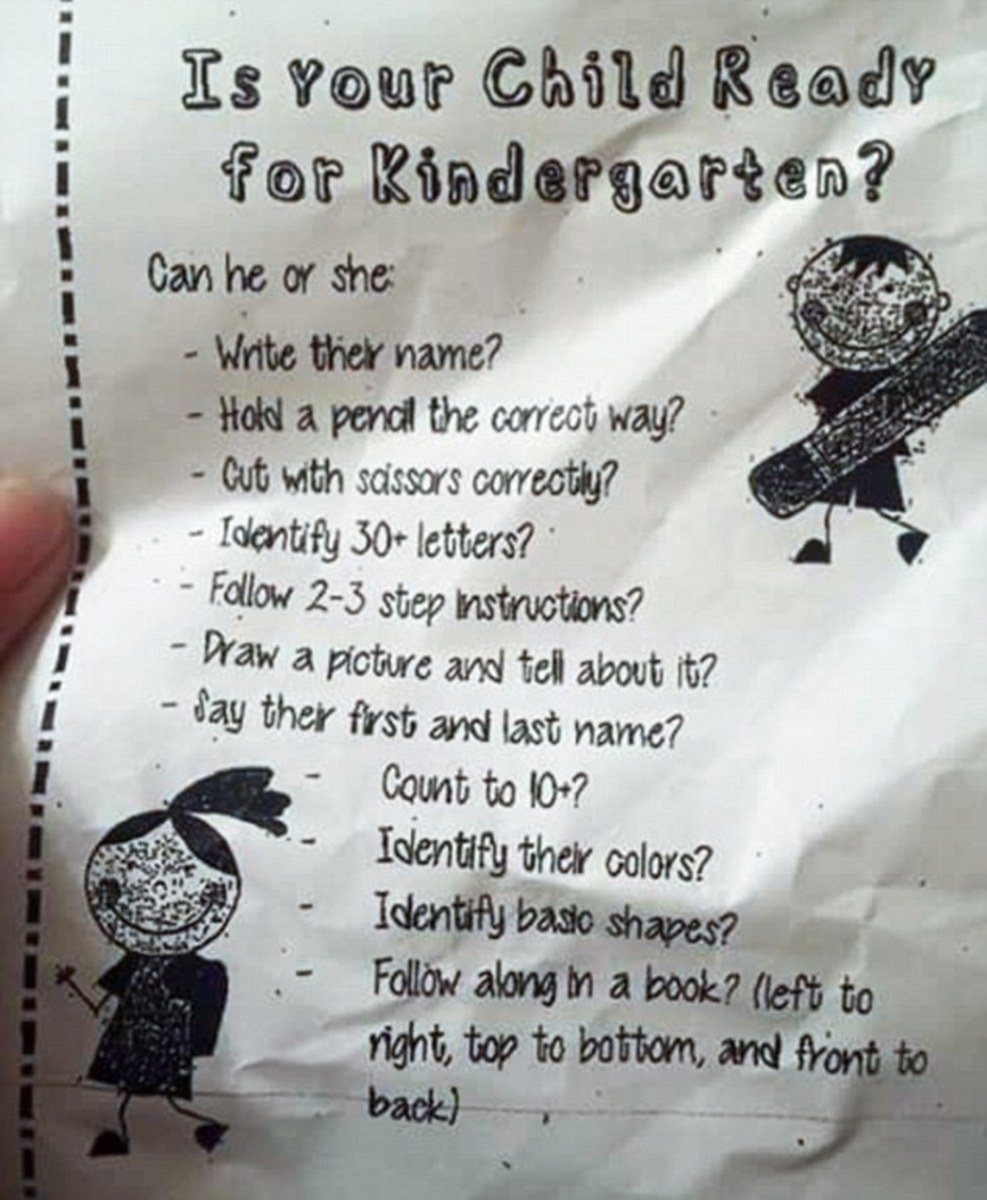 Is Your Child Ready
for Kindergarten?
Can he or she:
- Write their name?
- Hold a pencil the correct way?
- Cut with scissors correctly?
- Identify 30+ letters?
- Follow 2-3 step instructions?
- Draw a picture and tell about it?
- Say their first and last name?
- Count to 10+?
- Identify their colors?
- Identify basic shapes?
- Follow along in a book? (left to
right, top to bottom, and front to
back)